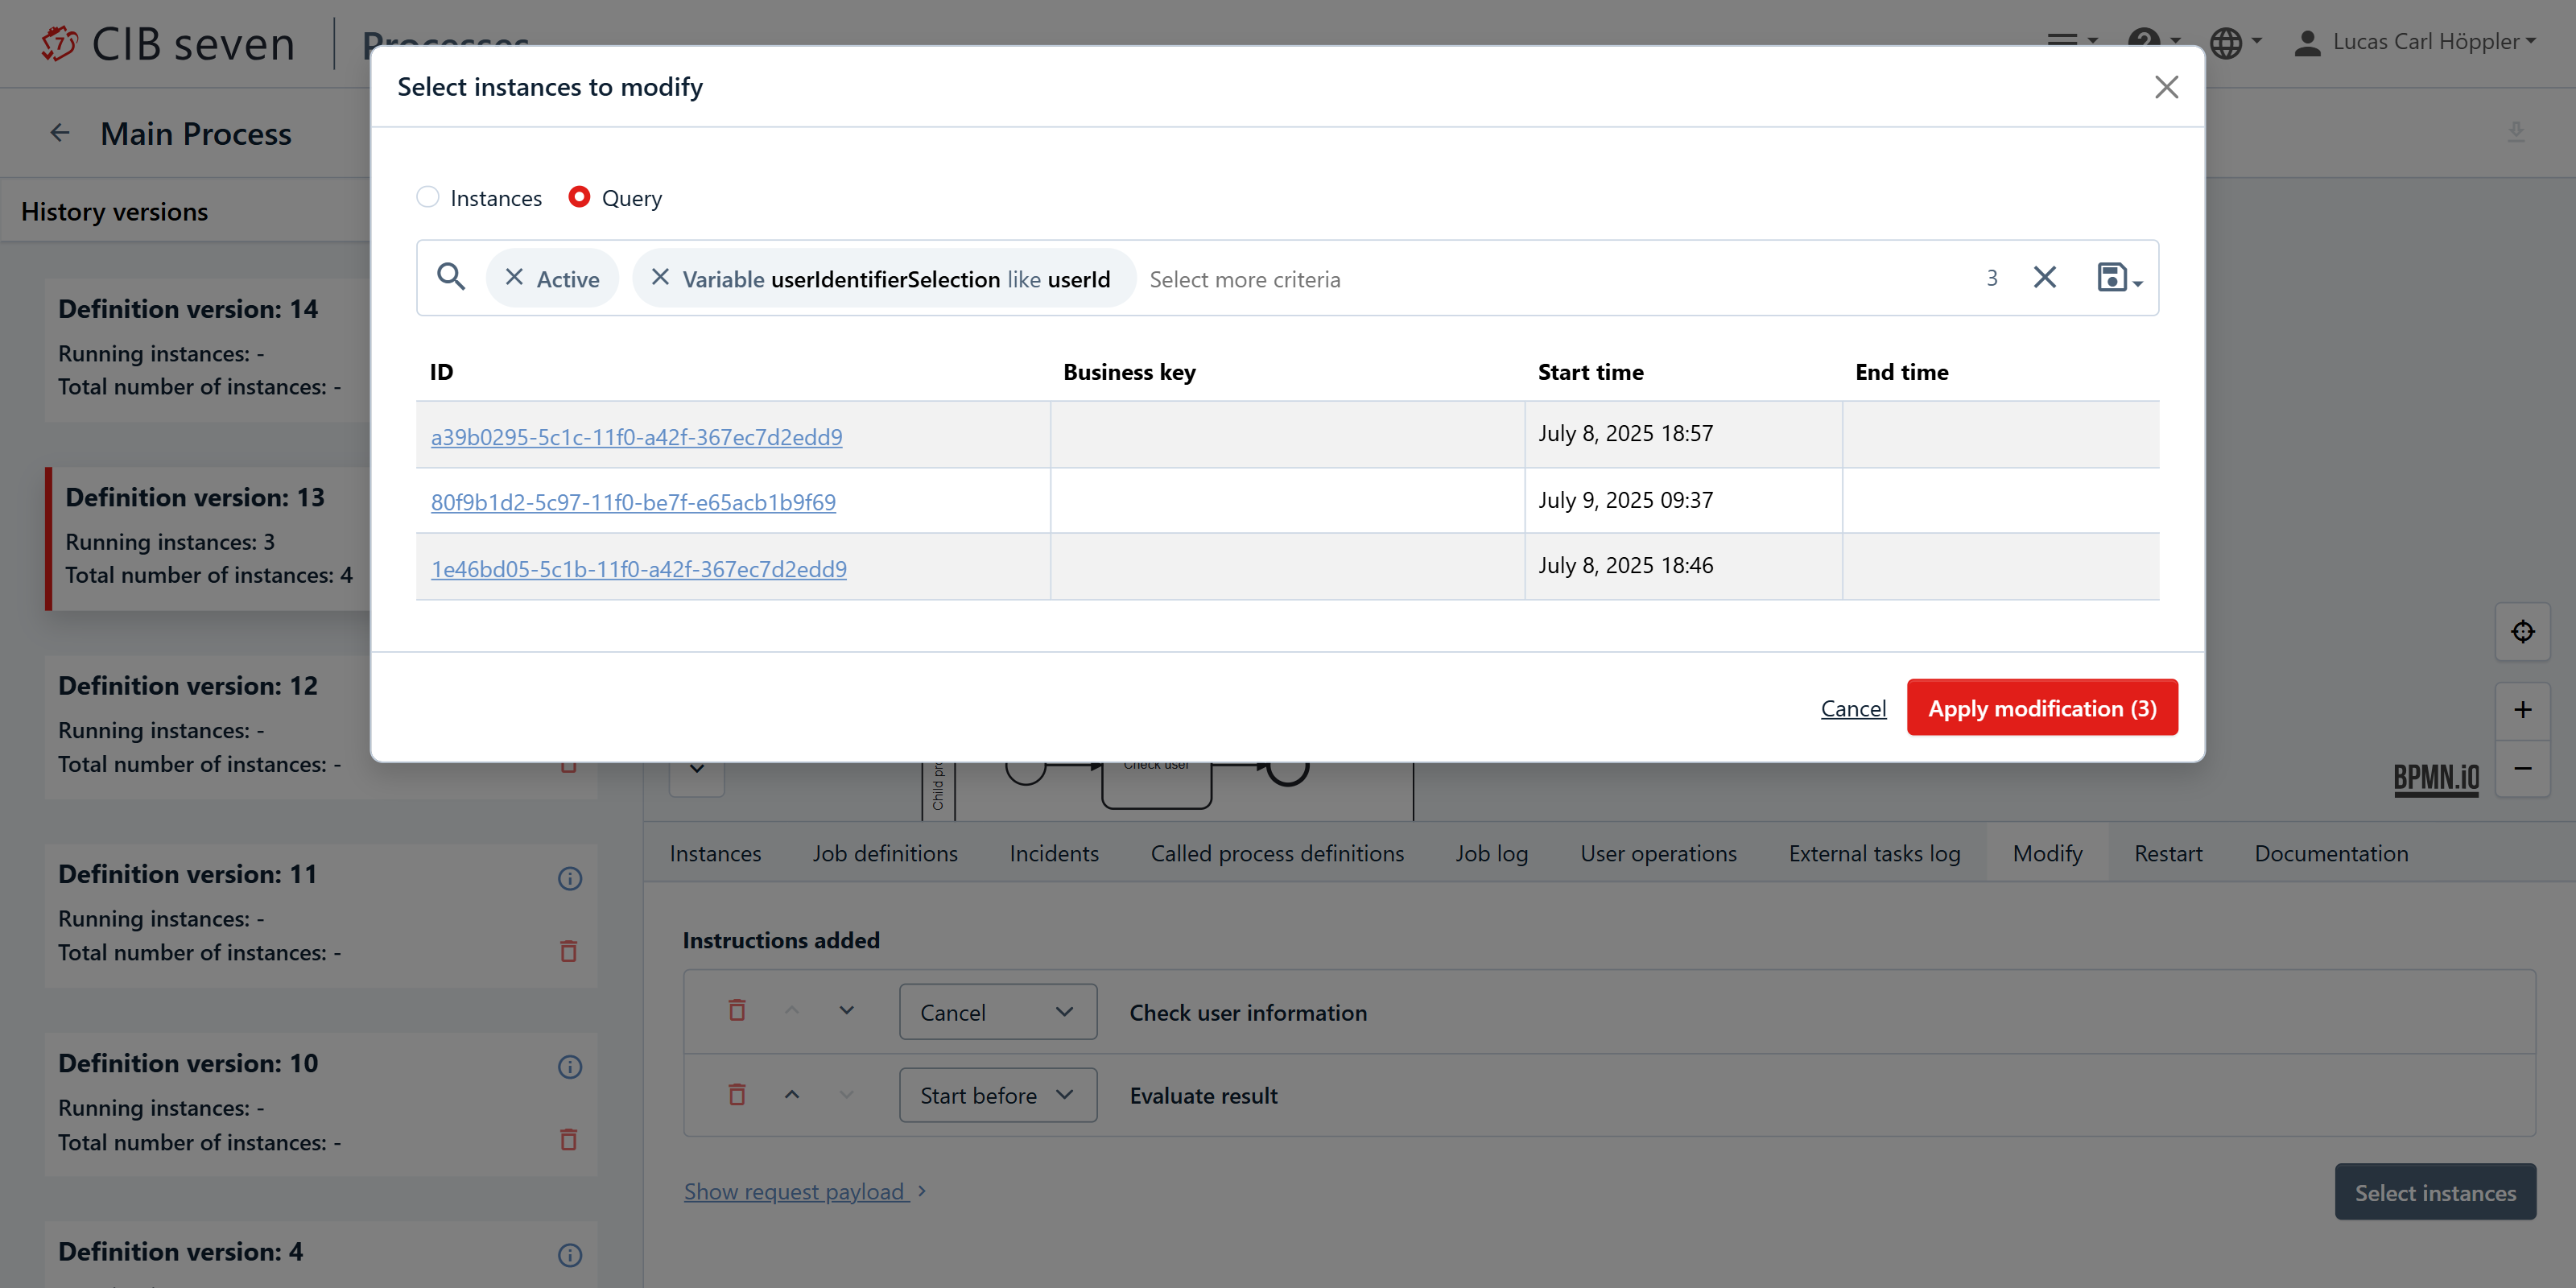 CIB seven
Processes
Lucas Carl Höppler
Main Process
History versions
Select instances to modify
Instances
Query
Active
Variable userIdentifierSelection like userId
Select more criteria
3
ID Business key Start time End time
a39b0295-5c1c-11f0-a42f-367ec7d2edd9 July 8, 2025 18:57
80f9b1d2-5c97-11f0-be7f-e65acb1b9f69 July 9, 2025 09:37
1e46bd05-5c1b-11f0-a42f-367ec7d2edd9 July 8, 2025 18:46
Cancel
Apply modification (3)
Definition version: 14
Running instances: -
Total number of instances: -
Definition version: 13
Running instances: 3
Total number of instances: 4
Definition version: 12
Running instances: -
Total number of instances: -
Definition version: 11
Running instances: -
Total number of instances: -
Definition version: 10
Running instances: -
Total number of instances: -
Definition version: 4
Child pr
Check user
BPMN.iO
Instances Job definitions Incidents Called process definitions Job log User operations External tasks log Modify Restart Documentation
Instructions added
Cancel Check user information
Start before Evaluate result
Show request payload
Select instances